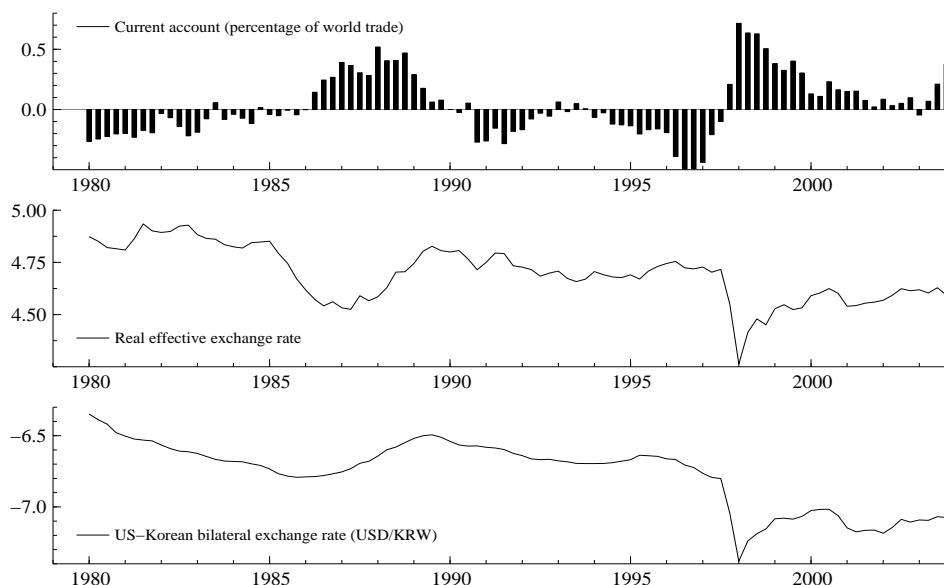 Current account (percentage of world trade)
0.5
0.0
1980 1985 1990 1995 2000
5.00
4.75
4.50
Real effective exchange rate
1980 1985 1990 1995 2000
−6.5
−7.0
US−Korean bilateral exchange rate (USD/KRW)
1980 1985 1990 1995 2000